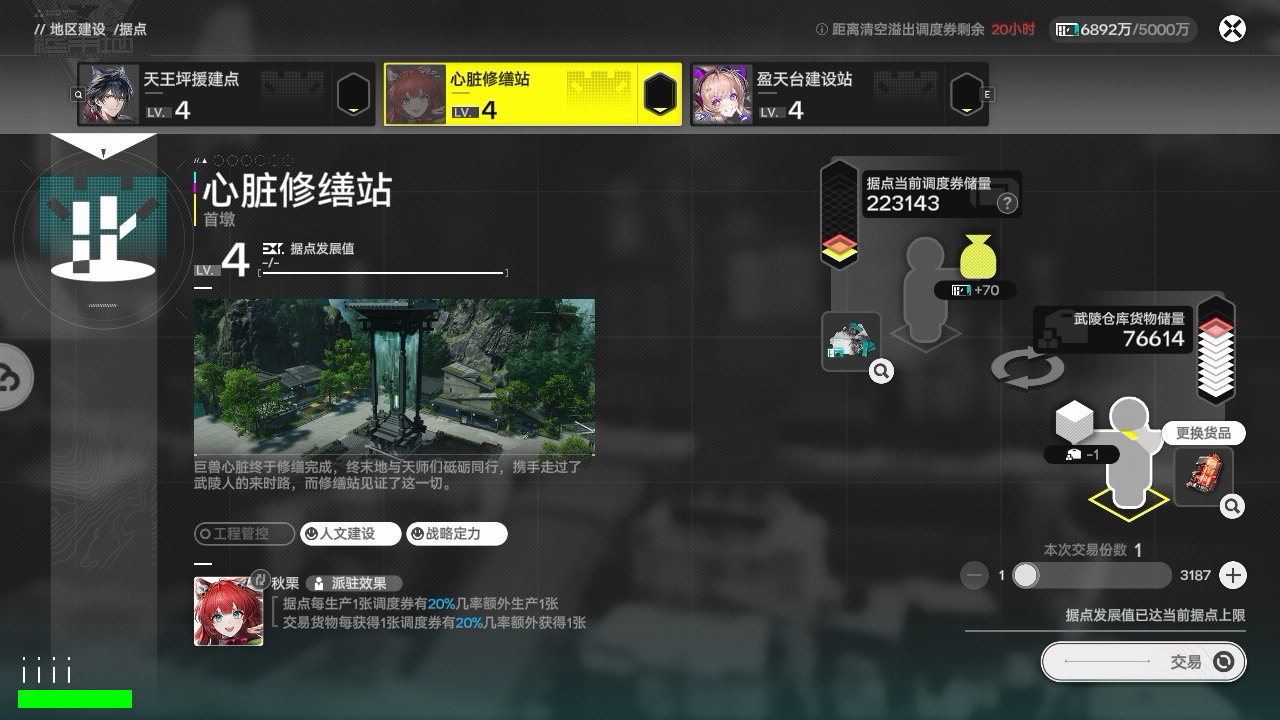 // 地区建设 /据点
距离清空溢出调度券剩余 20小时
6892万/5000万
Q
天王坪援建点
LV. 4
心脏修缮站
LV. 4
盈天台建设站
LV. 4
E
心脏修缮站
首墩
LV. 4
据点发展值
-/-
巨兽心脏终于修缮完成，终末地与天师们砥砺同行，携手走过了
武陵人的来时路，而修缮站见证了这一切。
工程管控
人文建设
战略定力
秋栗
派驻效果
据点每生产1张调度券有20%几率额外生产1张
交易货物每获得1张调度券有20%几率额外获得1张
据点当前调度券储量
223143
?
+70
武陵仓库货物储量
76614
更换货品
-1
本次交易份数 1
1
3187
据点发展值已达当前据点上限
交易